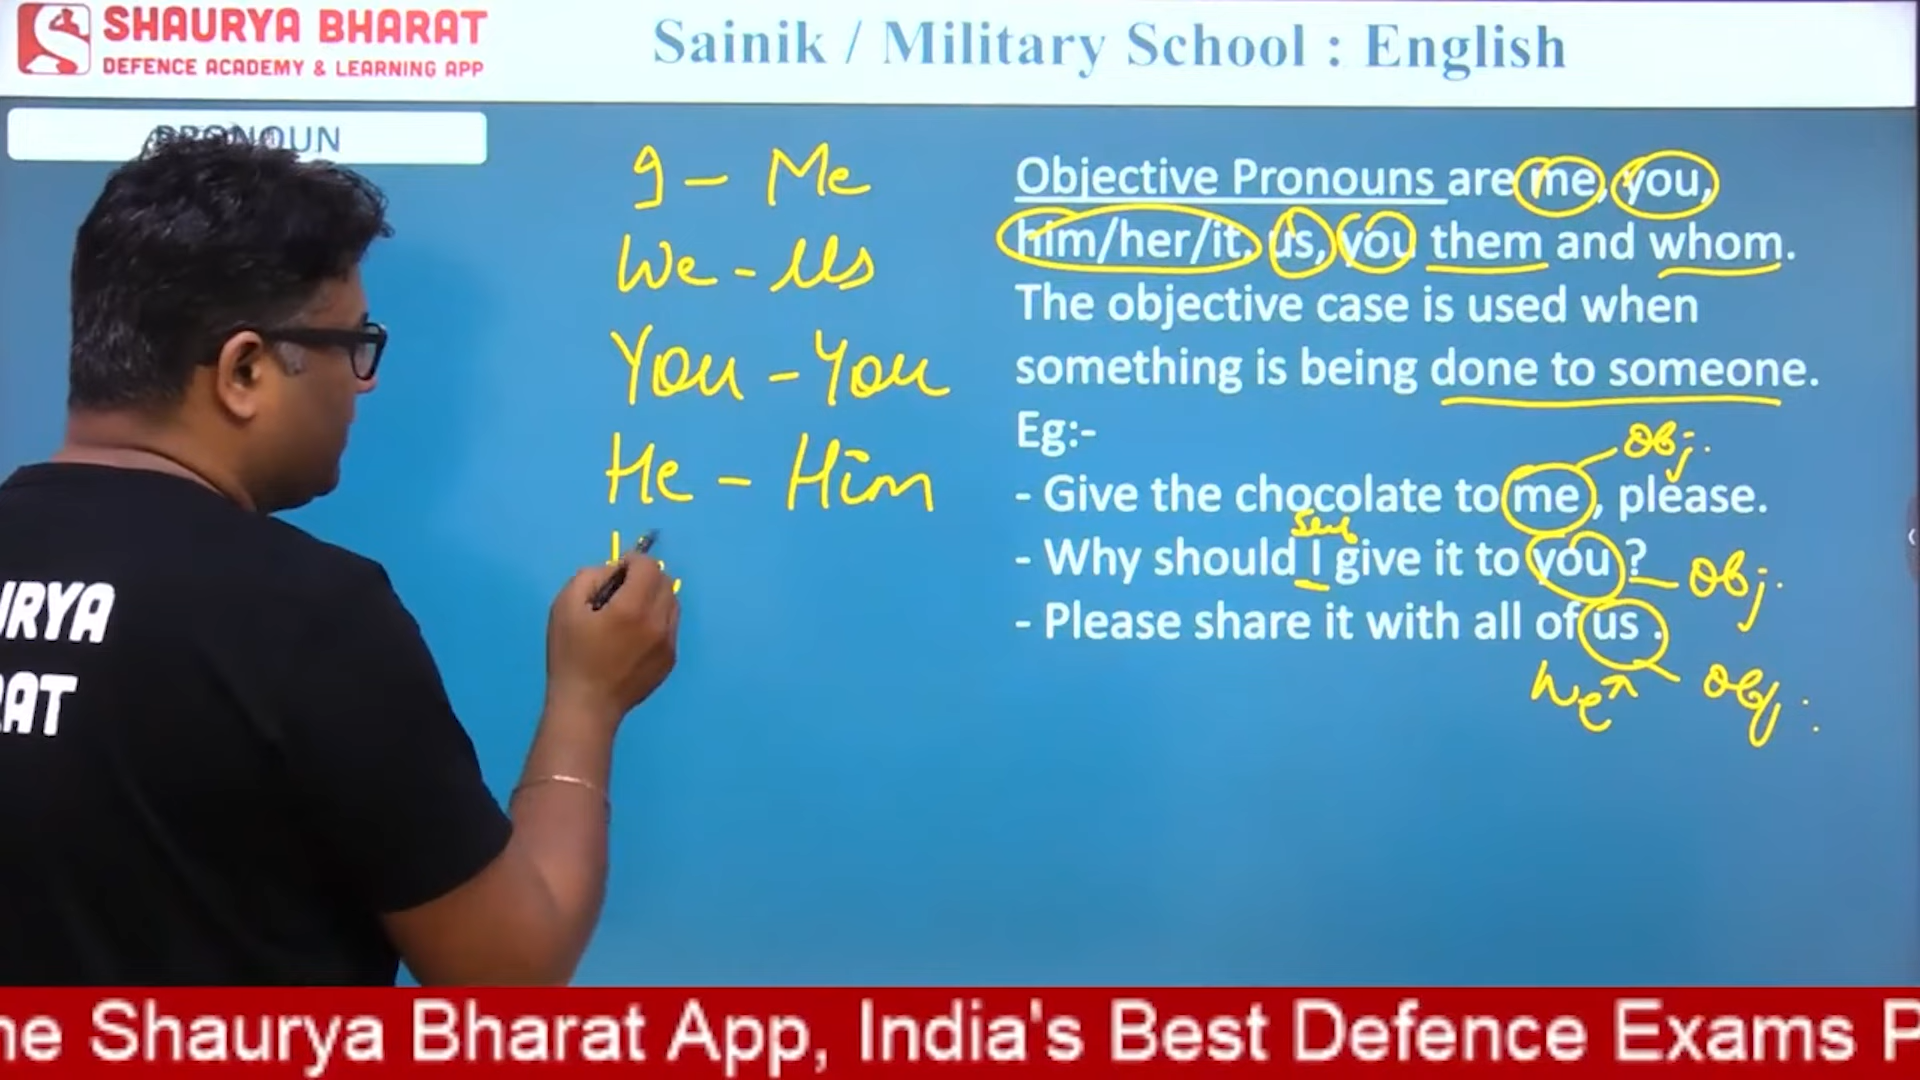 SHAURYA BHARAT
DEFENCE ACADEMY & LEARNING APP
Sainik / Military School : English
PRONOUN
I - Me
We - Us
You - You
He - Him
Objective Pronouns are me, you,
him/her/it, us, you them and whom.
The objective case is used when
something is being done to someone.
Eg:-
Obj.
- Give the chocolate to me, please.
- Why should I give it to you ?
Obj.
- Please share it with all of us .
We
Obj.
URYA
RAT
he Shaurya Bharat App, India's Best Defence Exams P